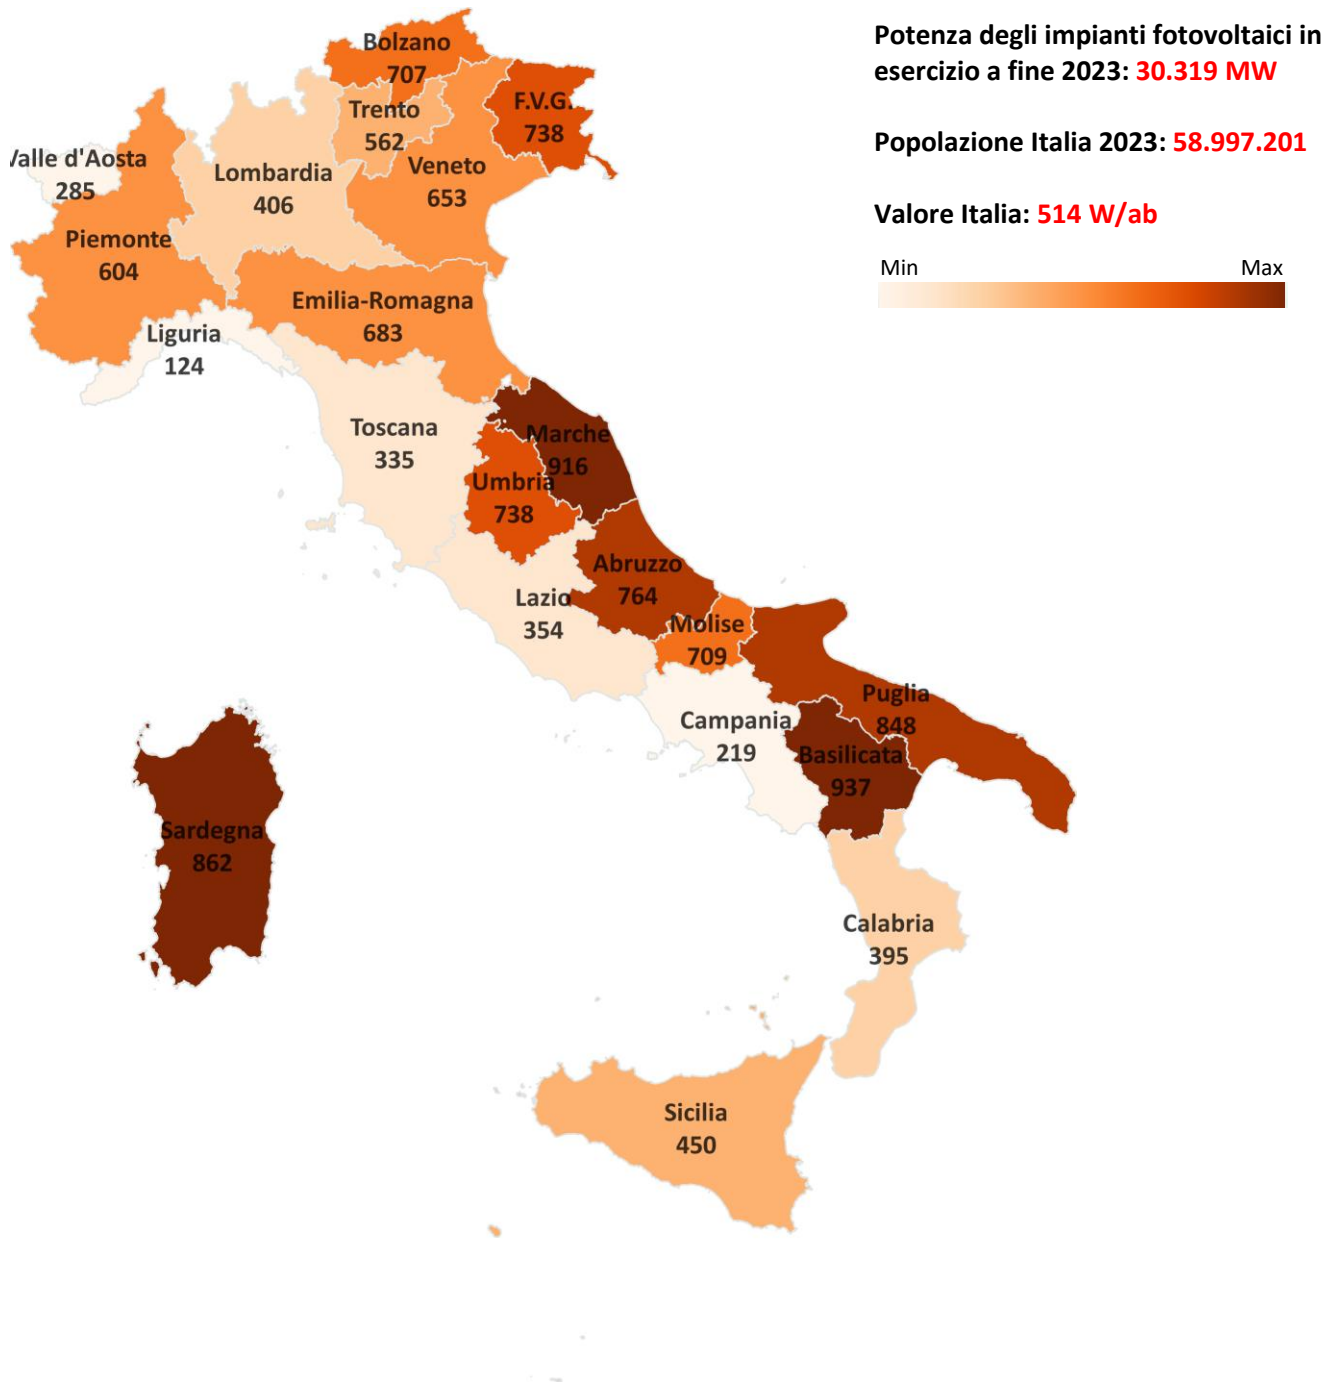 Potenza degli impianti fotovoltaici in
esercizio a fine 2023: 30.319 MW
Popolazione Italia 2023: 58.997.201
Valore Italia: 514 W/ab
Min Max
Bolzano
707
Trento
562
F.V.G.
738
Valle d'Aosta
285
Lombardia
406
Veneto
653
Piemonte
604
Emilia-Romagna
683
Liguria
124
Toscana
335
Marche
916
Umbria
738
Abruzzo
764
Lazio
354
Molise
709
Puglia
848
Campania
219
Basilicata
937
Sardegna
862
Calabria
395
Sicilia
450